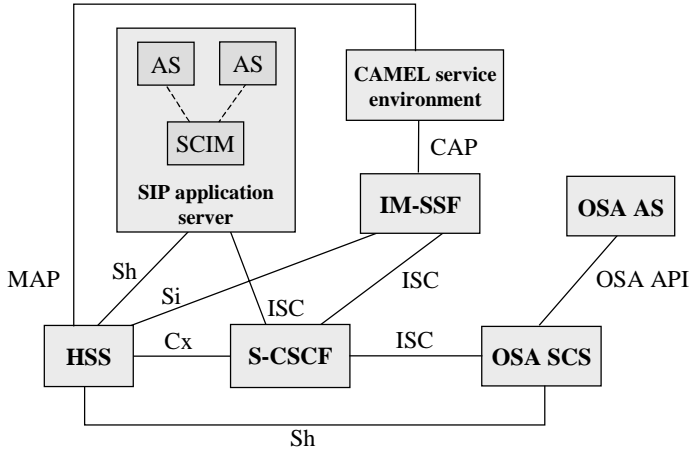 AS
AS
CAMEL service
environment
SCIM
CAP
SIP application
server
IM-SSF
OSA AS
MAP
Sh
Si
ISC
ISC
OSA API
HSS
Cx
S-CSCF
ISC
OSA SCS
Sh